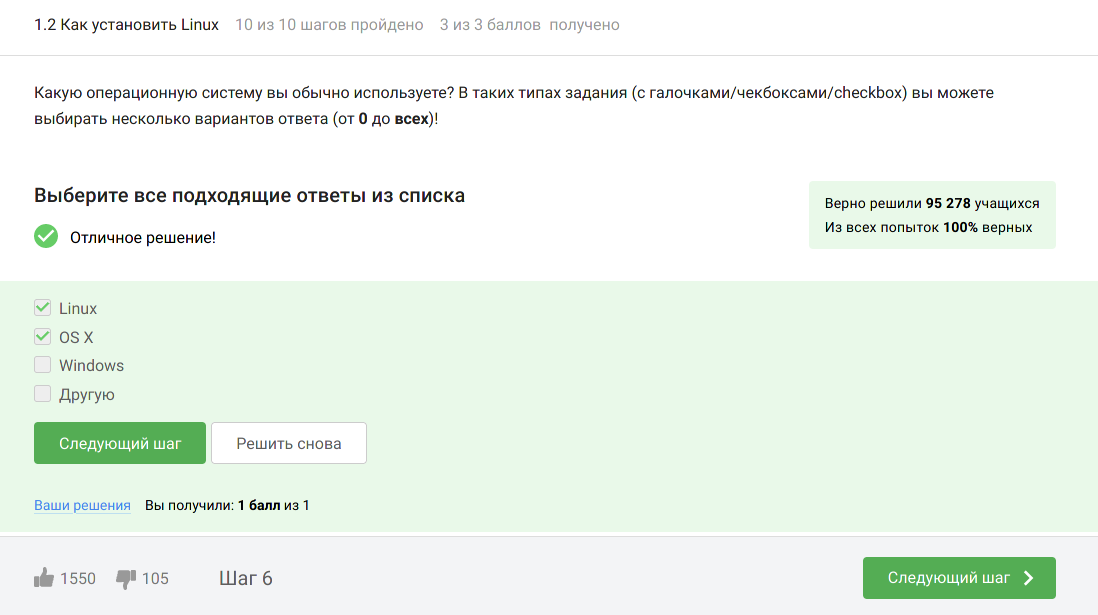 1.2 Как установить Linux 10 из 10 шагов пройдено 3 из 3 баллов получено
Какую операционную систему вы обычно используете? В таких типах задания (с галочками/чекбоксами/checkbox) вы можете
выбирать несколько вариантов ответа (от 0 до всех)!
Выберите все подходящие ответы из списка
Отличное решение!
Верно решили 95 278 учащихся
Из всех попыток 100% верных
Linux
OS X
Windows
Другую
Следующий шаг Решить снова
Ваши решения Вы получили: 1 балл из 1
1550 105 Шаг 6 Следующий шаг